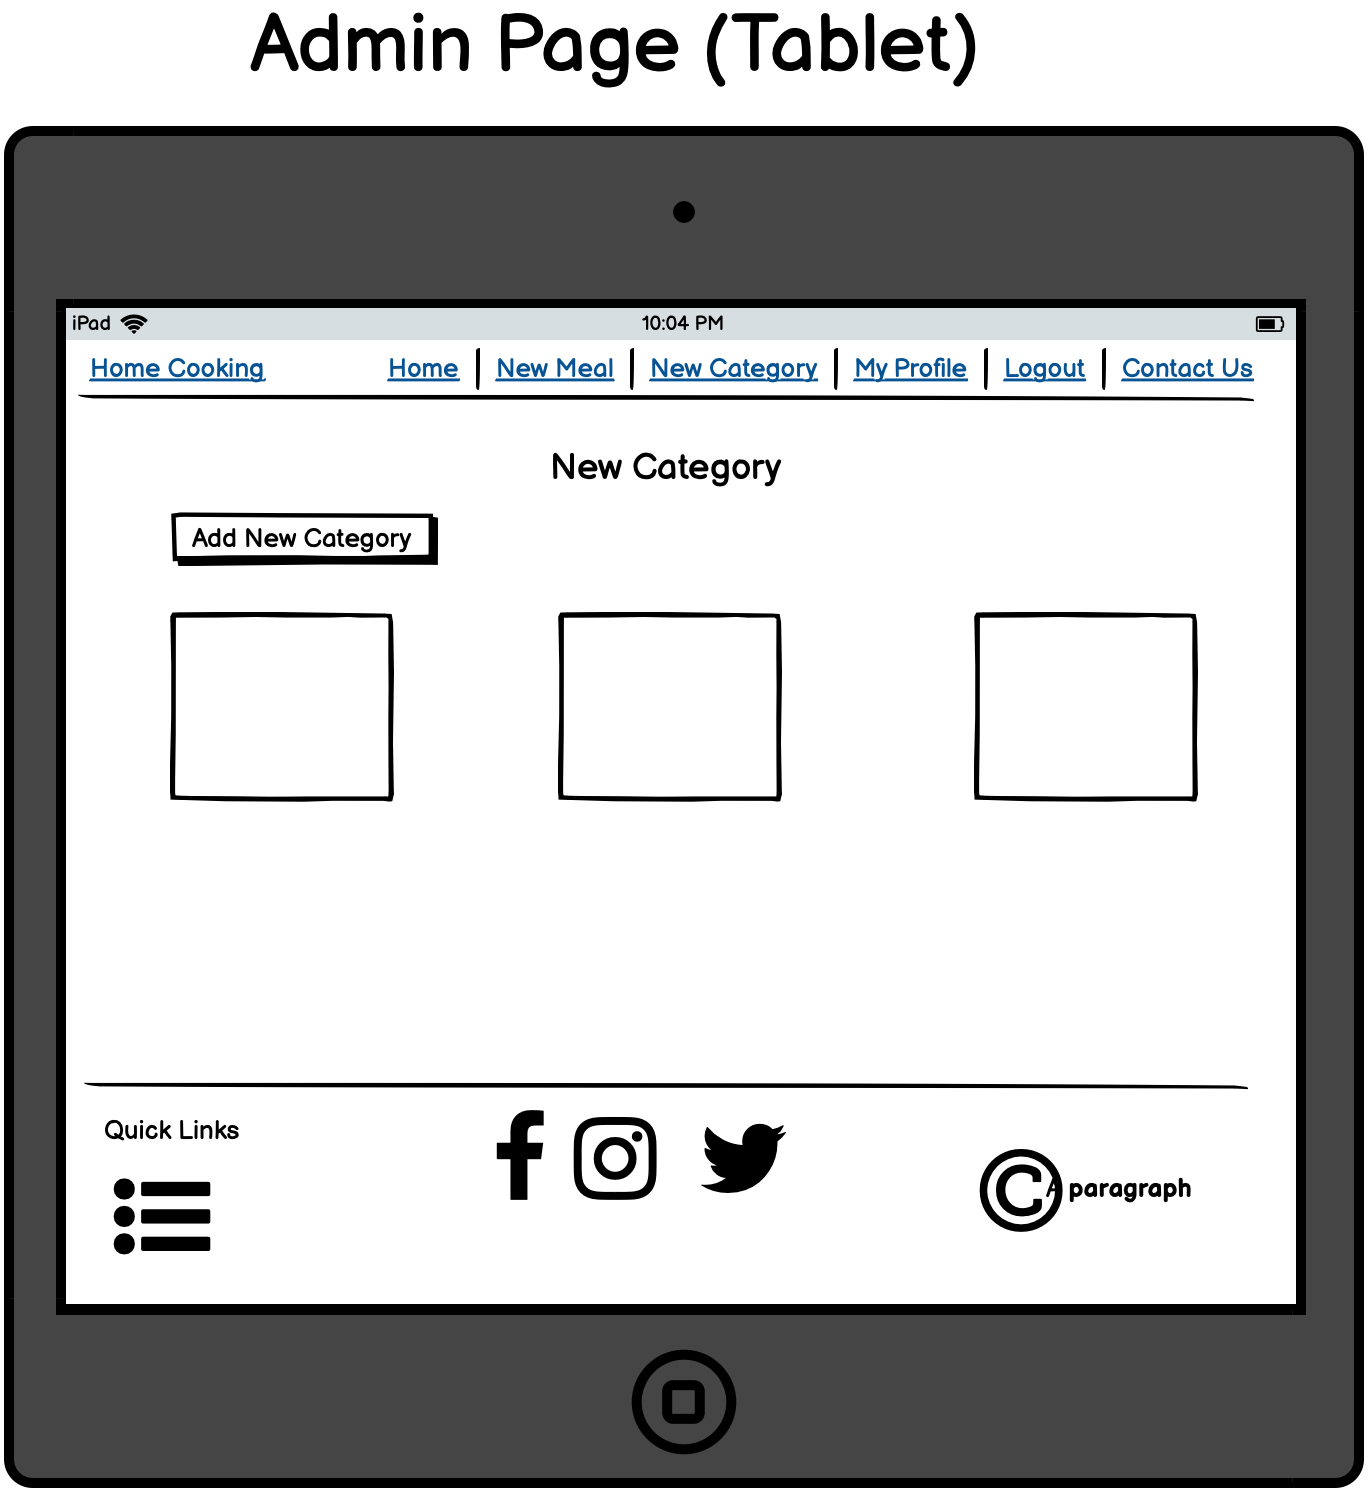 Admin Page (Tablet)
iPad 10:04 PM
Home Cooking Home New Meal New Category My Profile Logout Contact Us
New Category
Add New Category
Quick Links
© A paragraph